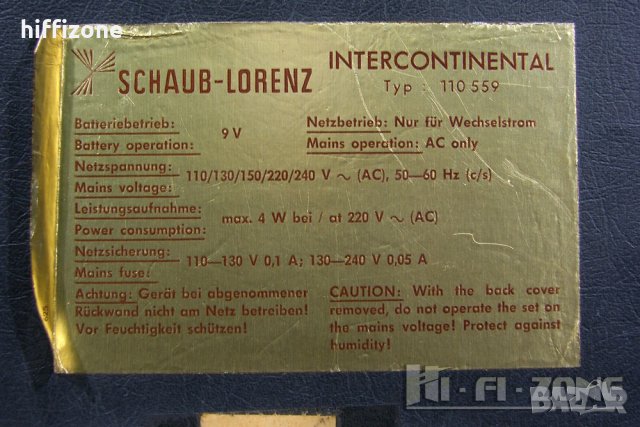 hiffizone
SCHAUB-LORENZ
INTERCONTINENTAL
Typ : 110 559
Batteriebetrieb:
Battery operation:
9 V
Netzbetrieb: Nur für Wechselstrom
Mains operation: AC only
Netzspannung:
Mains voltage:
110/130/150/220/240 V ~ (AC), 50—60 Hz (c/s)
Leistungsaufnahme:
Power consumption:
max. 4 W bei / at 220 V ~ (AC)
Netzsicherung:
Mains fuse:
110—130 V 0,1 A; 130—240 V 0,05 A
Achtung: Gerät bei abgenommener
Rückwand nicht am Netz betreiben!
Vor Feuchtigkeit schützen!
CAUTION: With the back cover
removed, do not operate the set on
the mains voltage! Protect against
humidity!
HI-FI-ZONE
BAZAR